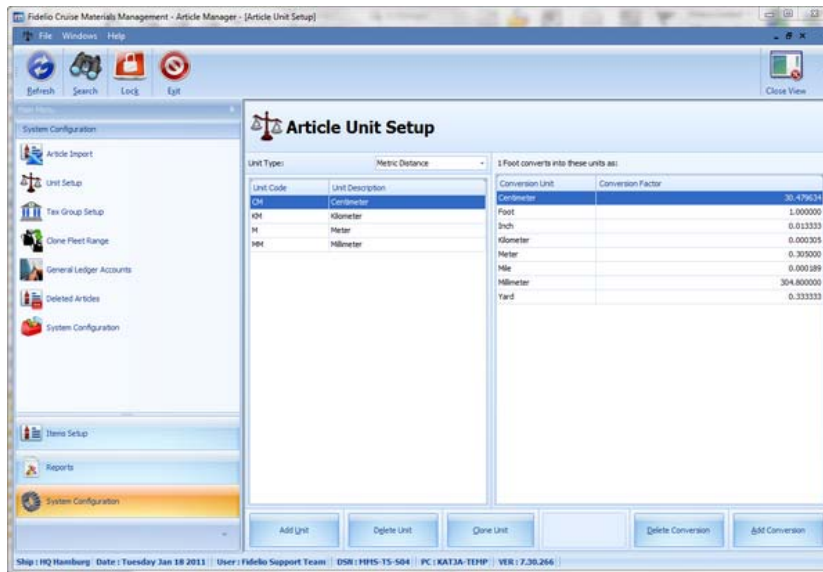 Fidelio Cruise Materials Management - Article Manager - [Article Unit Setup]
File Windows Help
Refresh Search Lock Exit Close View
System Configuration
Article Import
Unit Setup
Tax Group Setup
Clone Fleet Range
General Ledger Accounts
Deleted Articles
System Configuration
Items Setup
Reports
System Configuration
Article Unit Setup
Unit Type: Metric Distance
Unit Code Unit Description
CM Centimeter
KM Kilometer
M Meter
MM Millimeter
1 Foot converts into these units as:
Conversion Unit Conversion Factor
Centimeter 30.479634
Foot 1.000000
Inch 0.013333
Kilometer 0.000305
Meter 0.305000
Mile 0.000189
Millimeter 304.800000
Yard 0.333333
Add Unit Delete Unit Clone Unit Delete Conversion Add Conversion
Ship : HQ Hamburg Date : Tuesday Jan 18 2011 User : Fidelio Support Team DSN : MMS-TS-504 PC : KATJA-TEMP VER : 7.30.266